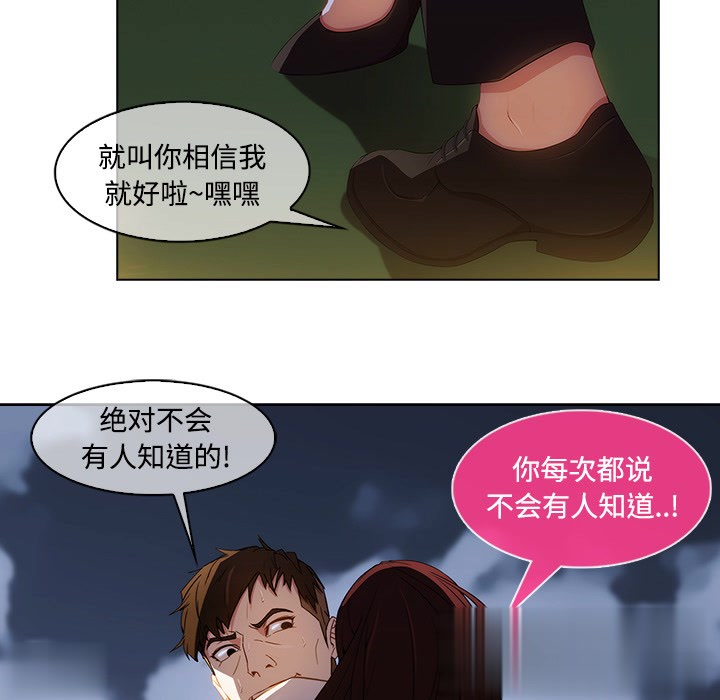 就叫你相信我
就好啦~嘿嘿
绝对不会
有人知道的!
你每次都说
不会有人知道..!